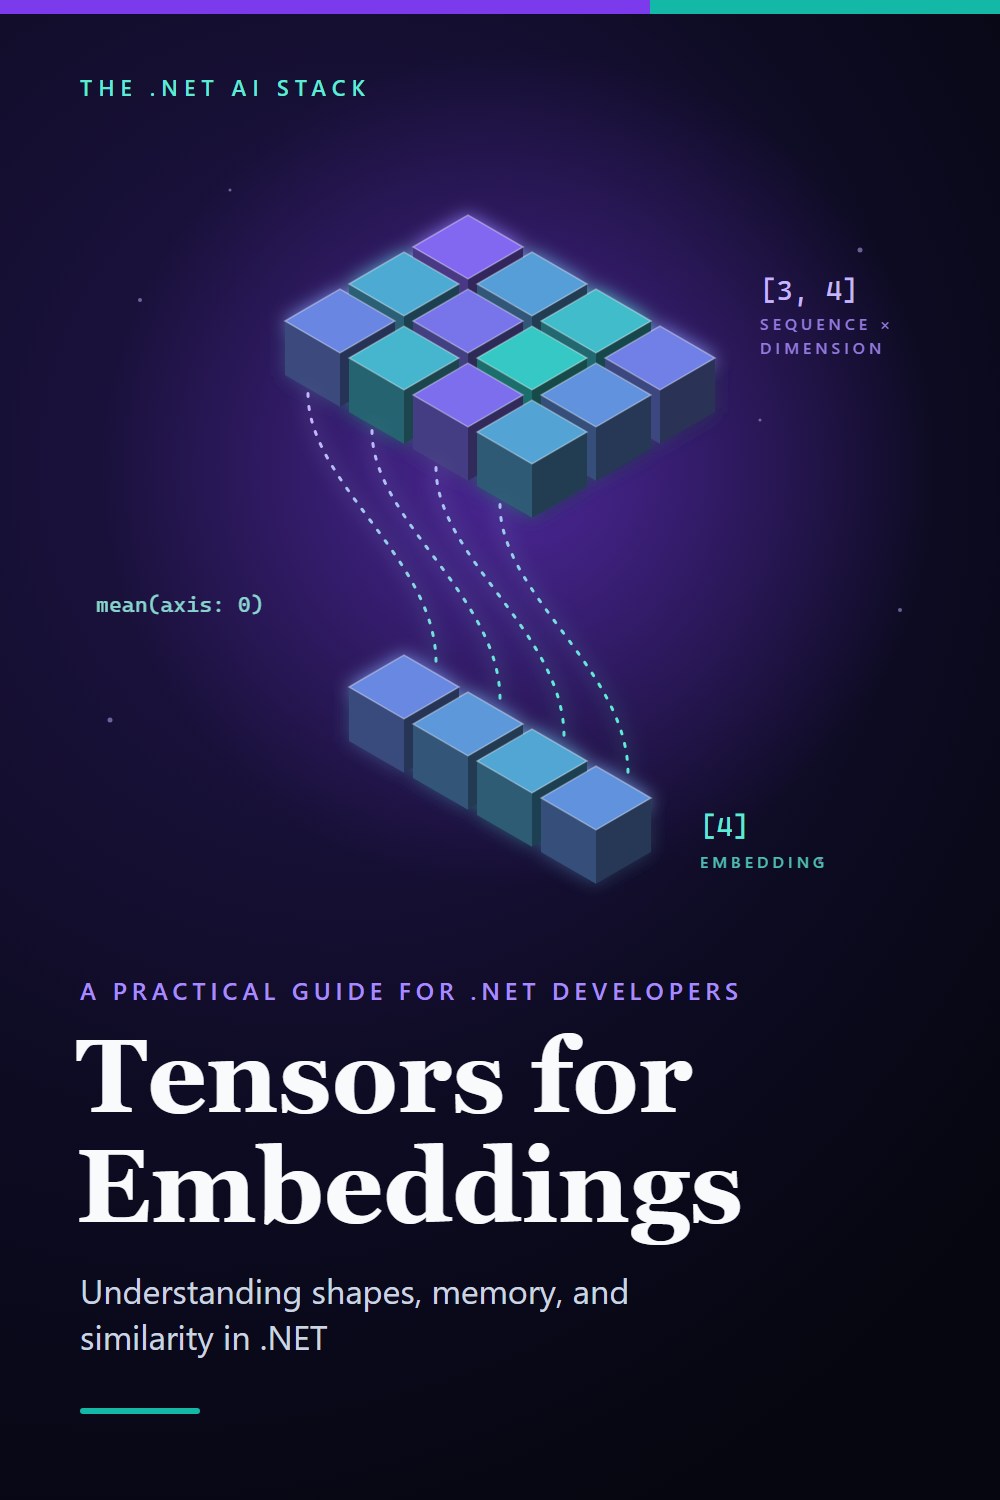 THE .NET AI STACK
[3, 4]
SEQUENCE ×
DIMENSION
mean(axis: 0)
[4]
EMBEDDING
A PRACTICAL GUIDE FOR .NET DEVELOPERS
Tensors for
Embeddings
Understanding shapes, memory, and
similarity in .NET